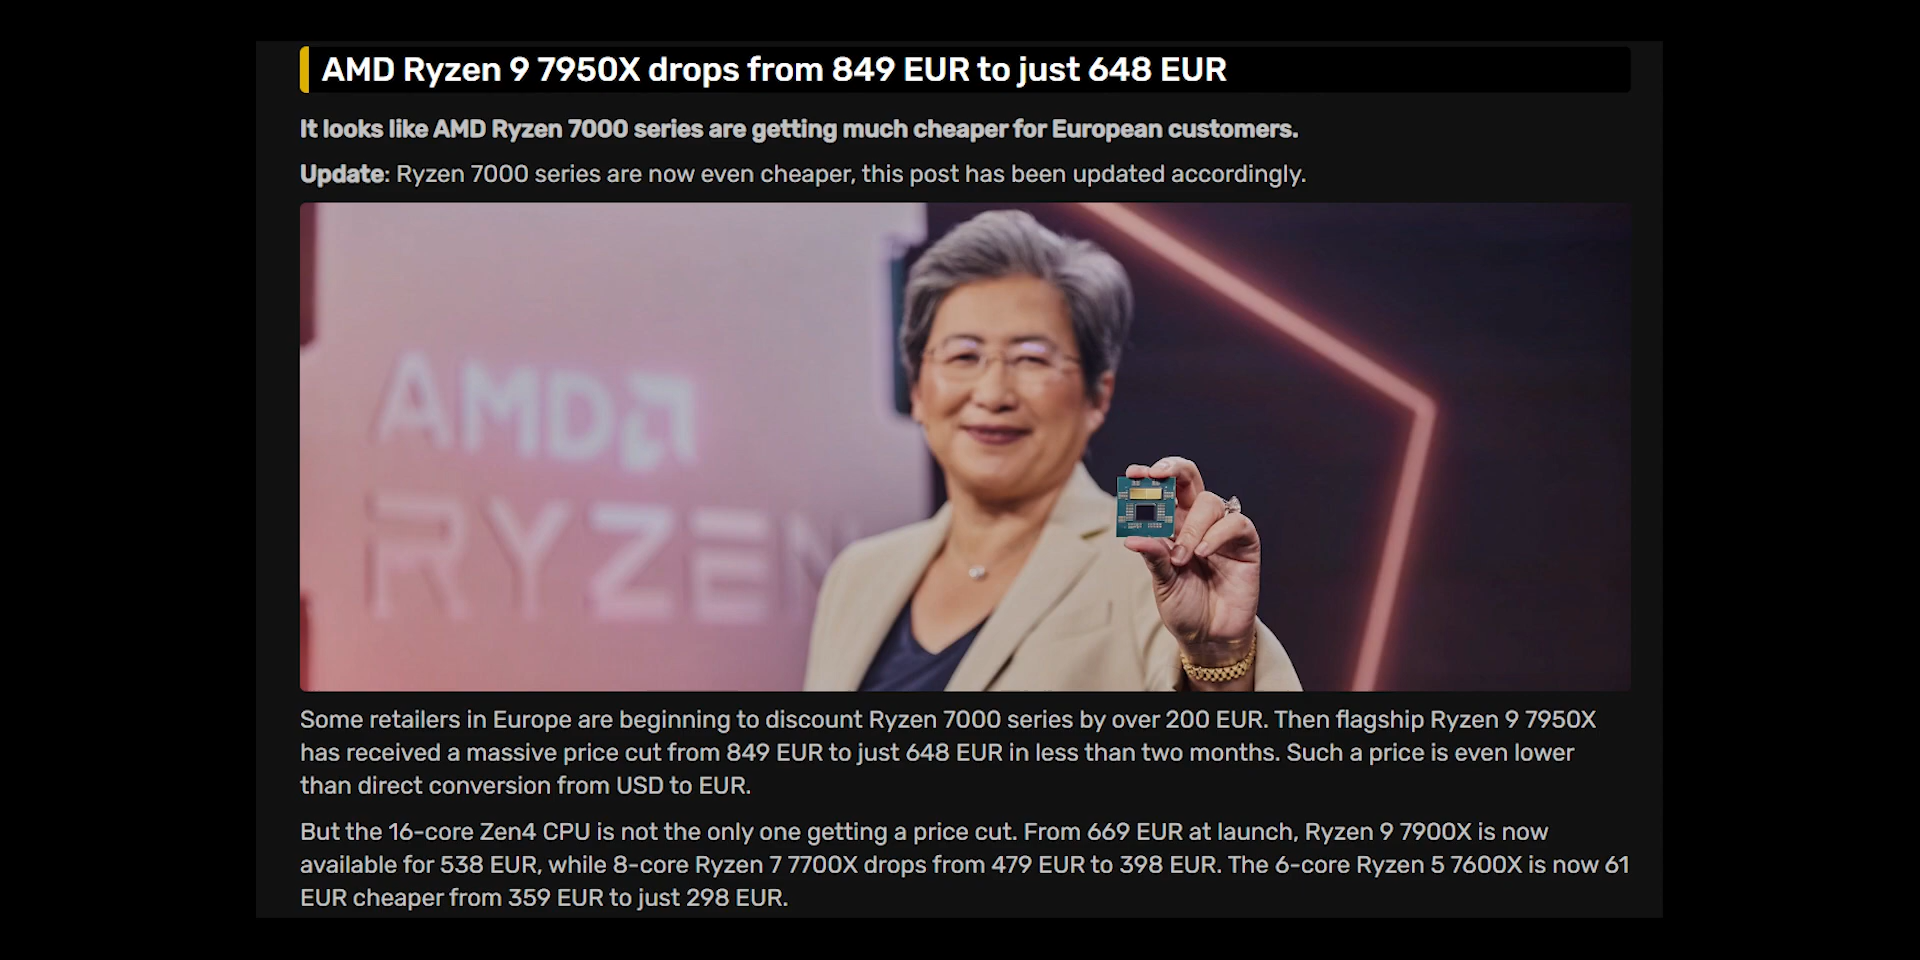 AMD Ryzen 9 7950X drops from 849 EUR to just 648 EUR
It looks like AMD Ryzen 7000 series are getting much cheaper for European customers.
Update: Ryzen 7000 series are now even cheaper, this post has been updated accordingly.
AMD
RYZEN
Some retailers in Europe are beginning to discount Ryzen 7000 series by over 200 EUR. Then flagship Ryzen 9 7950X
has received a massive price cut from 849 EUR to just 648 EUR in less than two months. Such a price is even lower
than direct conversion from USD to EUR.
But the 16-core Zen4 CPU is not the only one getting a price cut. From 669 EUR at launch, Ryzen 9 7900X is now
available for 538 EUR, while 8-core Ryzen 7 7700X drops from 479 EUR to 398 EUR. The 6-core Ryzen 5 7600X is now 61
EUR cheaper from 359 EUR to just 298 EUR.